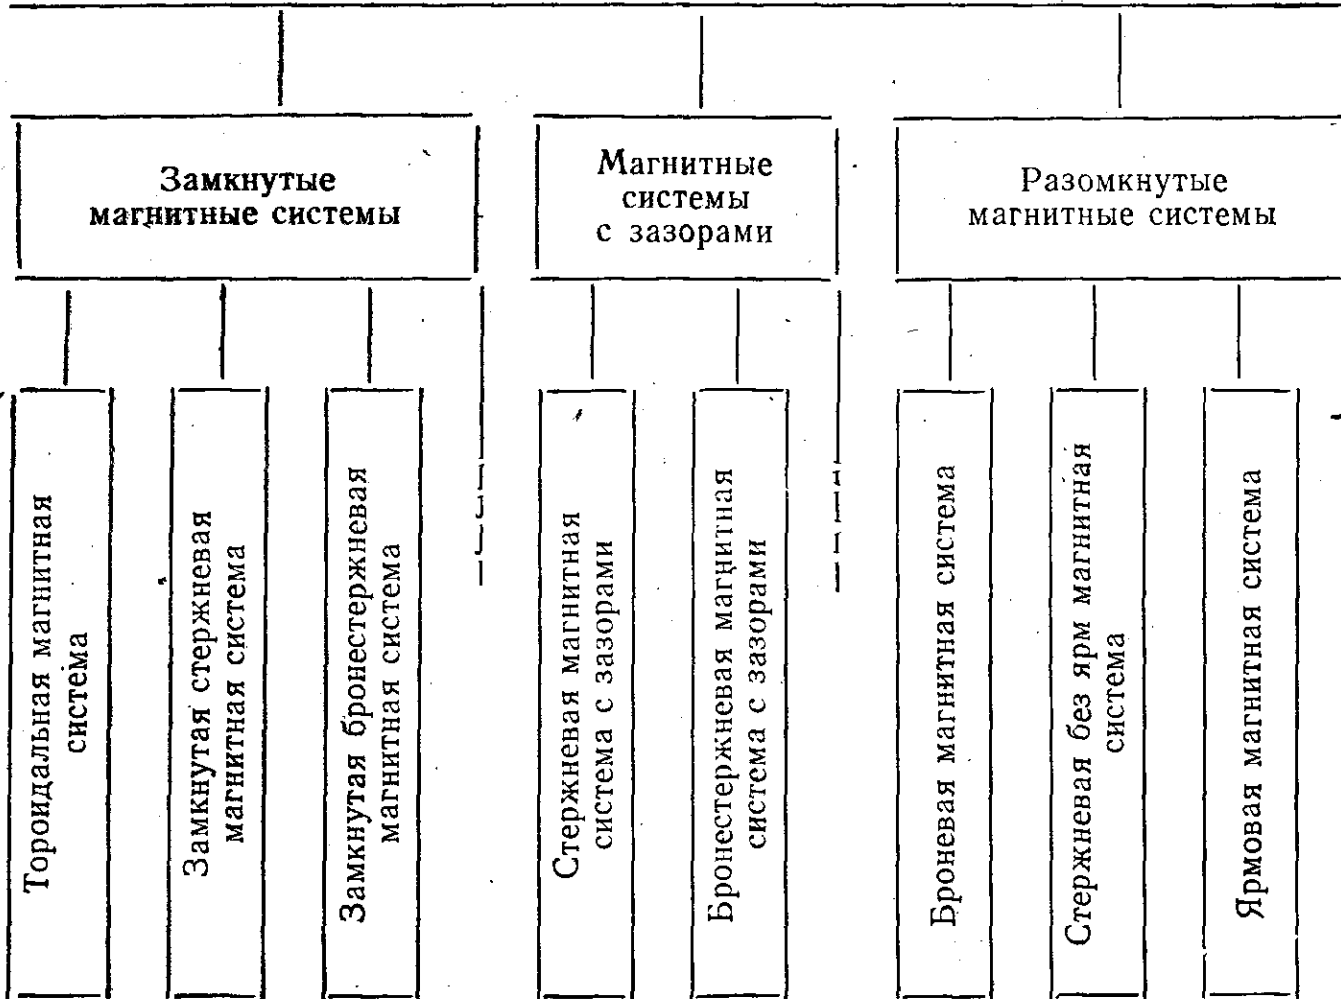 Замкнутые
магнитные системы
Магнитные
системы
с зазорами
Разомкнутые
магнитные системы
Тороидальная магнитная
система
Замкнутая стержневая
магнитная система
Замкнутая бронестержневая
магнитная система
Стержневая магнитная
система с зазорами
Бронестержневая магнитная
система с зазорами
Броневая магнитная система
Стержневая без ярм магнитная
система
Ярмовая магнитная система